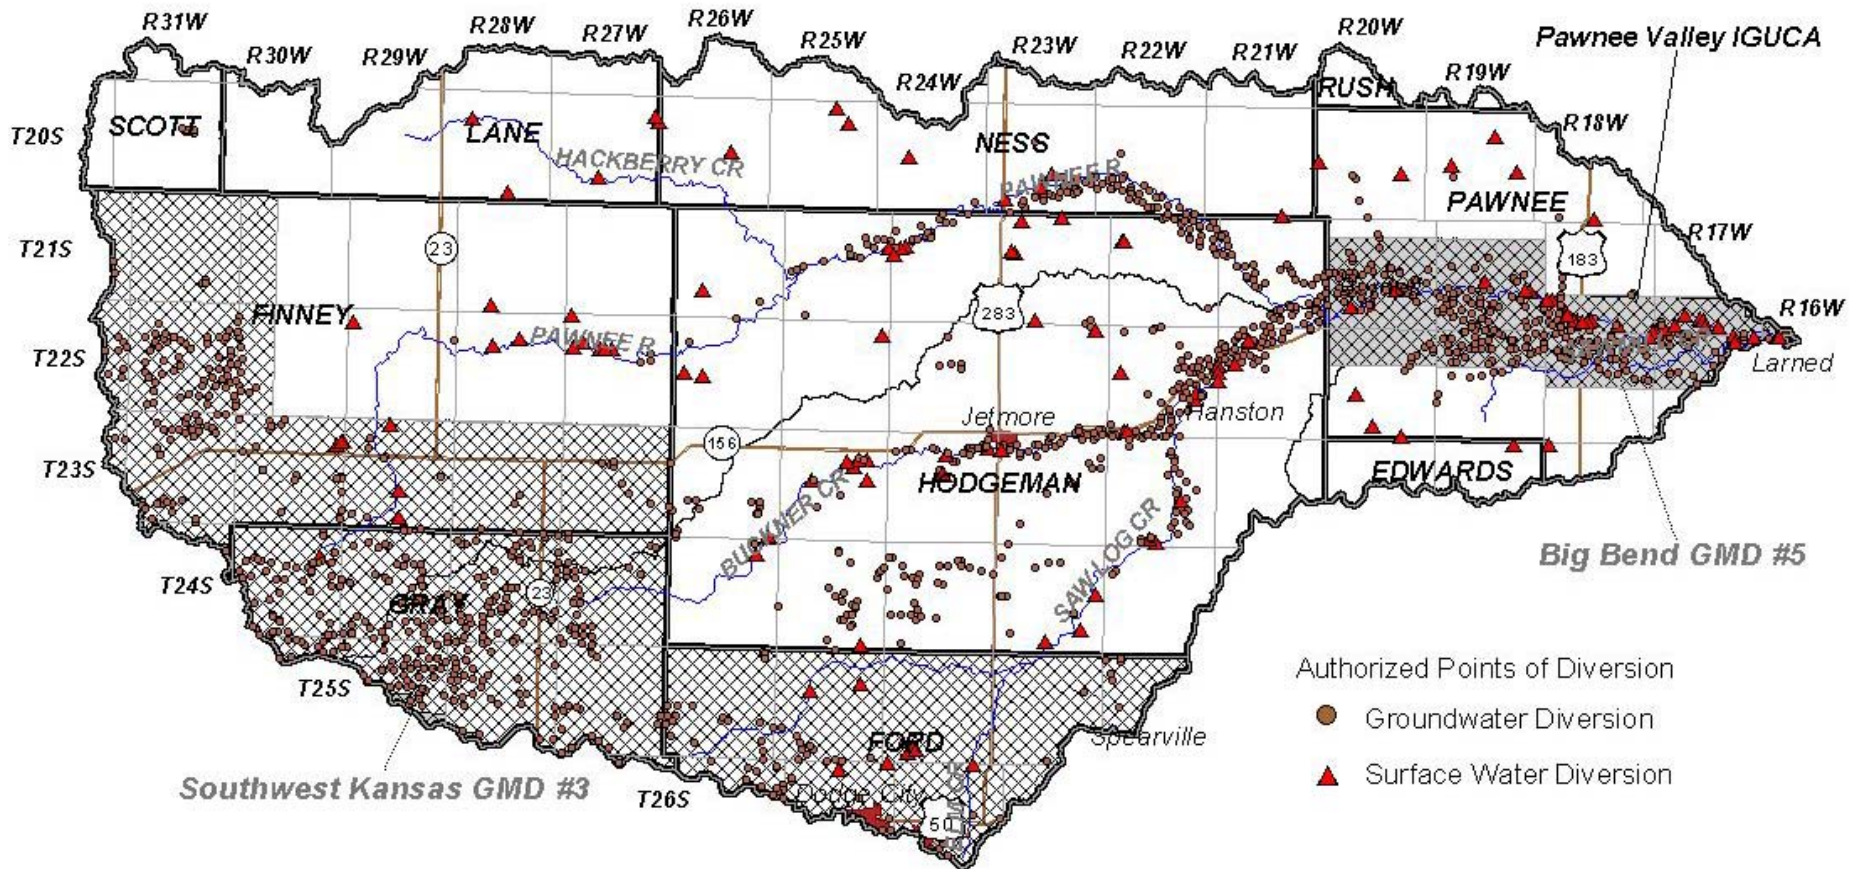 R31W
R30W
R29W
R28W
R27W
R26W
R25W
R24W
R23W
R22W
R21W
R20W
R19W
R18W
R17W
R16W
Pawnee Valley IGUCA
T20S
T21S
T22S
T23S
T24S
T25S
T26S
SCOTT
LANE
NESS
RUSH
PAWNEE
HACKBERRY CR
PAWNEE R
23
183
FINNEY
PAWNEE R
283
Larned
Jetmore
Hanston
156
HODGEMAN
EDWARDS
BUCKNER CR
SAW LOG CR
Big Bend GMD #5
GRAY
23
FORD
Spearville
Dodge City
50
Southwest Kansas GMD #3
Authorized Points of Diversion
Groundwater Diversion
Surface Water Diversion